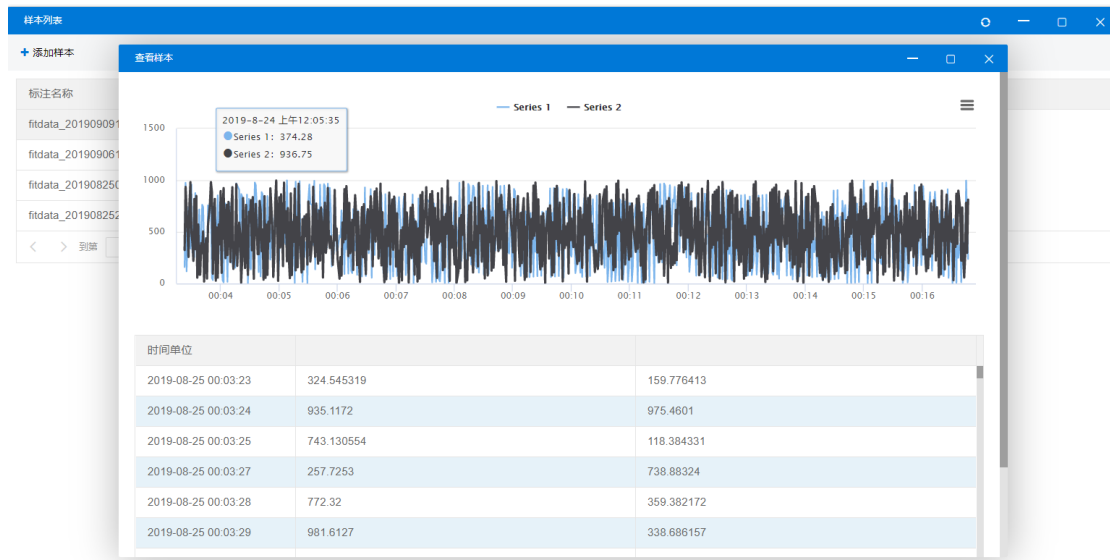 样本列表
添加样本
查看样本
标注名称
fitdata_201909091
fitdata_201909061
fitdata_20190825
fitdata_201908252
到第
Series 1 Series 2
2019-8-24 上午12:05:35
Series 1: 374.28
Series 2: 936.75
1500
1000
500
0
00:04 00:05 00:06 00:07 00:08 00:09 00:10 00:11 00:12 00:13 00:14 00:15 00:16
时间单位
2019-08-25 00:03:23 324.545319 159.776413
2019-08-25 00:03:24 935.1172 975.4601
2019-08-25 00:03:25 743.130554 118.384331
2019-08-25 00:03:27 257.7253 738.88324
2019-08-25 00:03:28 772.32 359.382172
2019-08-25 00:03:29 981.6127 338.686157